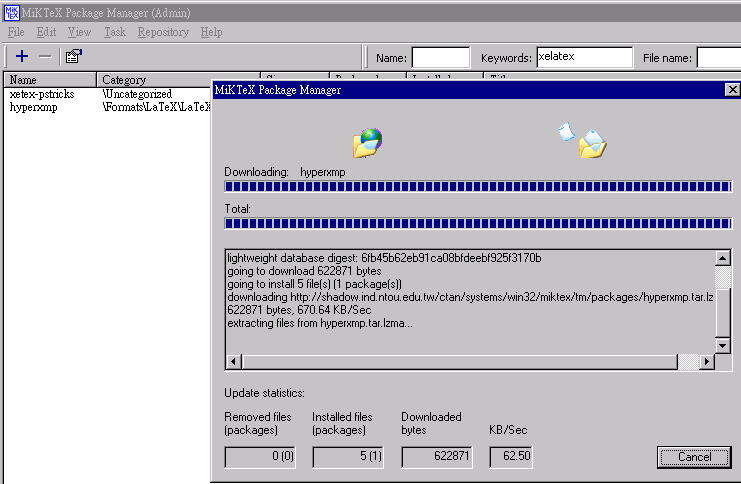 MiKTeX Package Manager (Admin)
File Edit View Task Repository Help
Name: Keywords: xelatex File name:
Name Category Title
xetex-pstricks \Uncategorized
hyperxmp \Formats\LaTeX\LaTeX
MiKTeX Package Manager
Downloading: hyperxmp
Total:
lightweight database digest: 6fb45b62eb91ca08bfdeebf925f3170b
going to download 622871 bytes
going to install 5 file(s) (1 package(s))
downloading http://shadow.ind.ntou.edu.tw/ctan/systems/win32/miktex/tm/packages/hyperxmp.tar.lz
622871 bytes, 670.64 KB/Sec
extracting files from hyperxmp.tar.lzma...
Update statistics:
Removed files (packages) Installed files (packages) Downloaded bytes KB/Sec
0 (0) 5 (1) 622871 62.50
Cancel